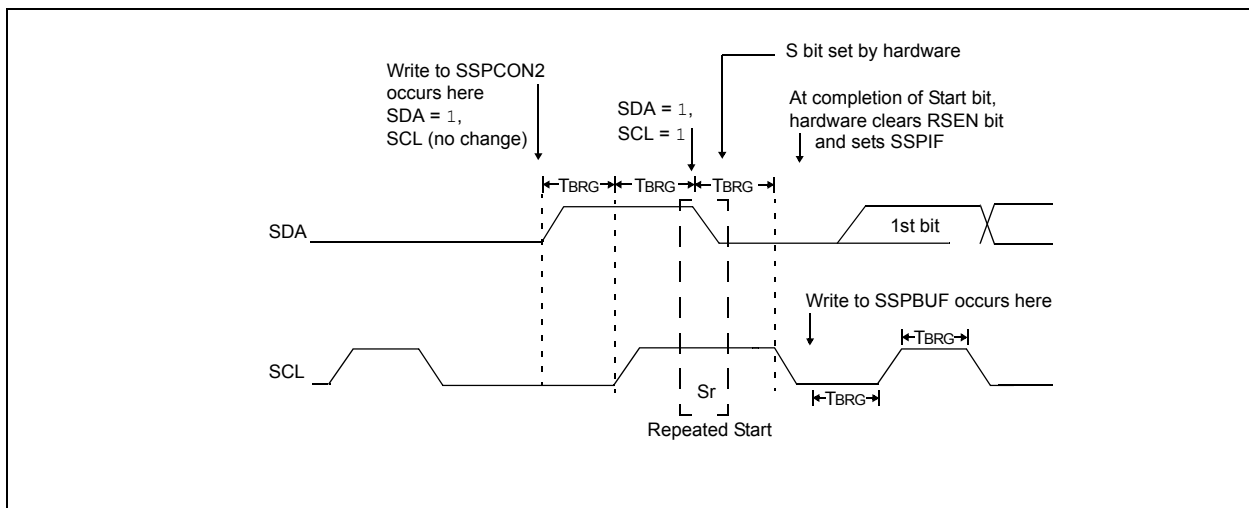 S bit set by hardware
Write to SSPCON2
occurs here
SDA = 1,
SCL (no change)
SDA = 1,
SCL = 1
At completion of Start bit,
hardware clears RSEN bit
and sets SSPIF
TBRG TBRG TBRG
SDA
1st bit
Write to SSPBUF occurs here
TBRG
SCL
Sr
TBRG
Repeated Start